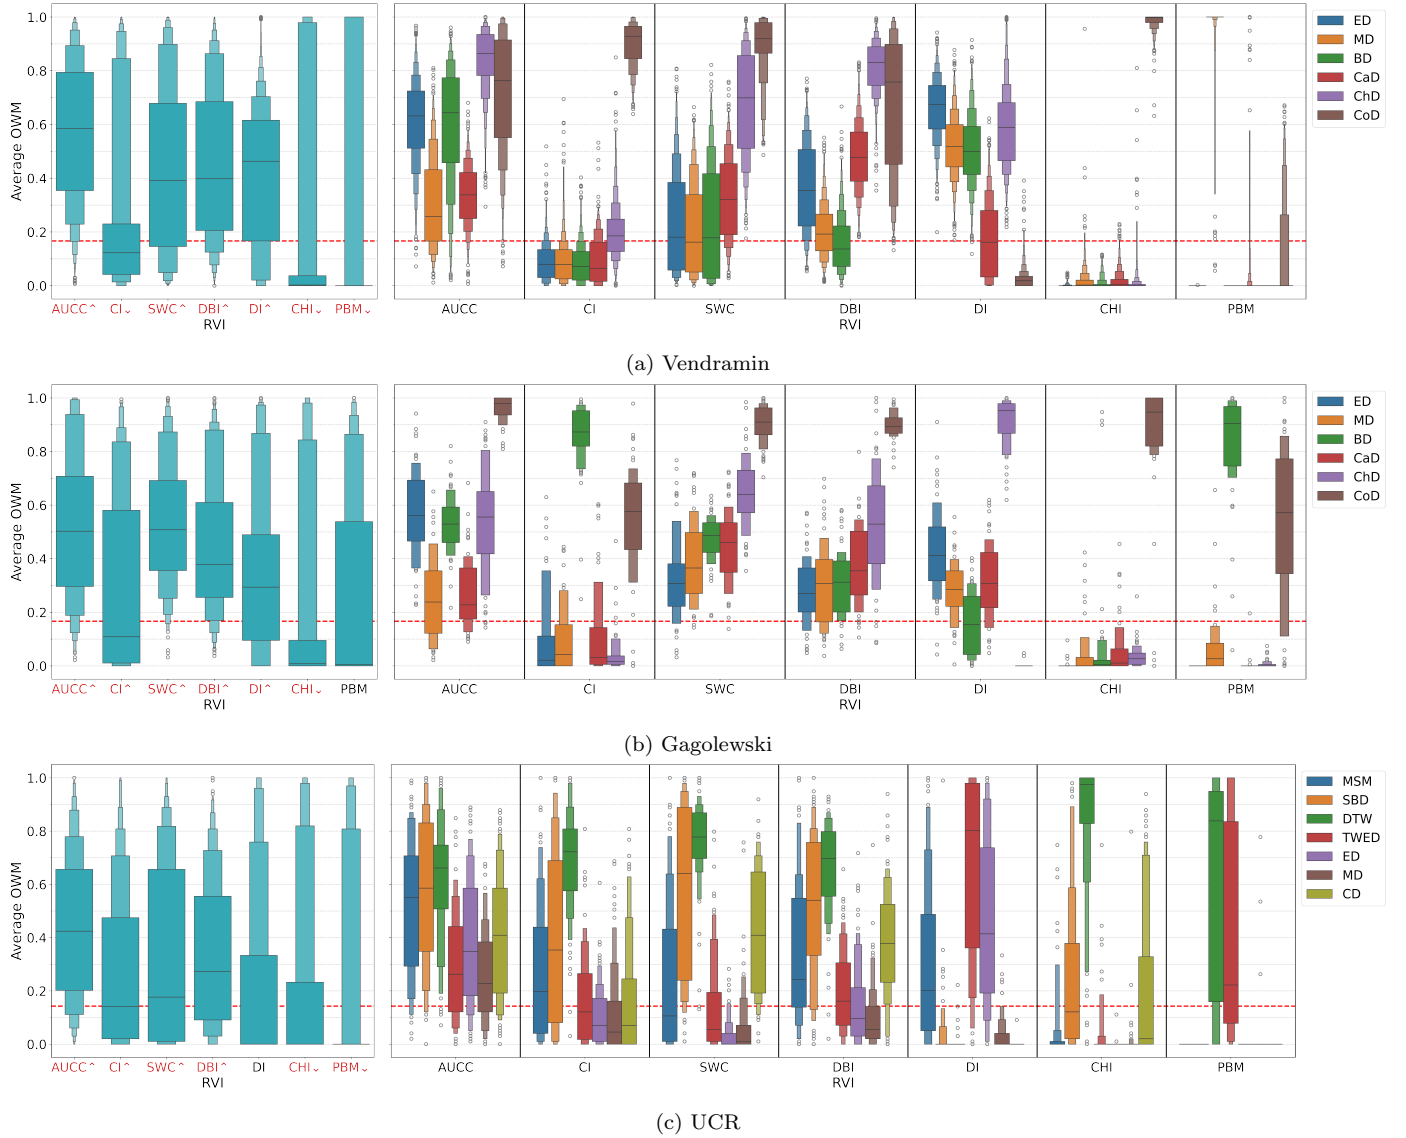 1.0
0.8
0.6
0.4
0.2
0.0
Average OWM
AUCC^ CI⌄ SWC^ DBI^ DI^ CHI⌄ PBM⌄
RVI
AUCC CI SWC DBI DI CHI PBM
RVI
ED
MD
BD
CaD
ChD
CoD
(a) Vendramin
1.0
0.8
0.6
0.4
0.2
0.0
Average OWM
AUCC^ CI^ SWC^ DBI^ DI^ CHI⌄ PBM
RVI
AUCC CI SWC DBI DI CHI PBM
RVI
ED
MD
BD
CaD
ChD
CoD
(b) Gagolewski
1.0
0.8
0.6
0.4
0.2
0.0
Average OWM
AUCC^ CI^ SWC^ DBI^ DI CHI⌄ PBM⌄
RVI
AUCC CI SWC DBI DI CHI PBM
RVI
MSM
SBD
DTW
TWED
ED
MD
CD
(c) UCR